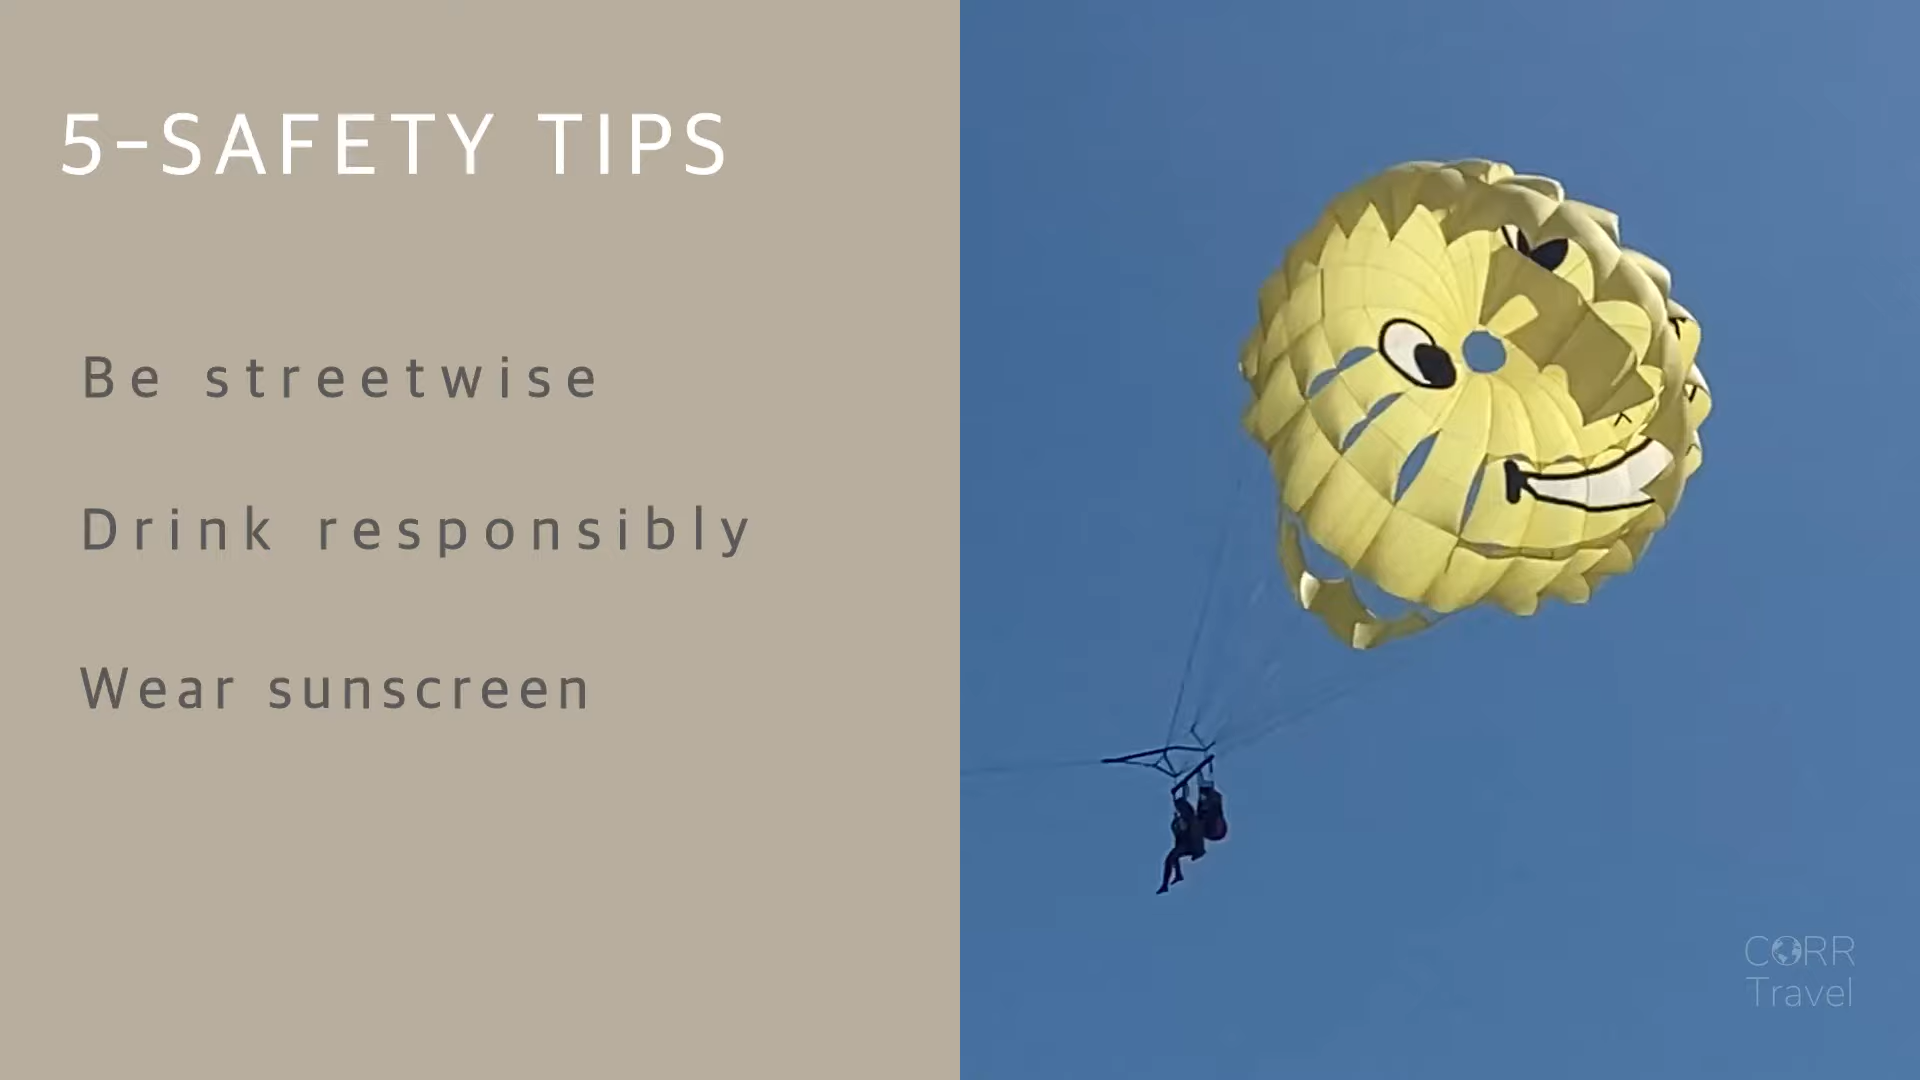 5-SAFETY TIPS
Be streetwise
Drink responsibly
Wear sunscreen
CORR
Travel